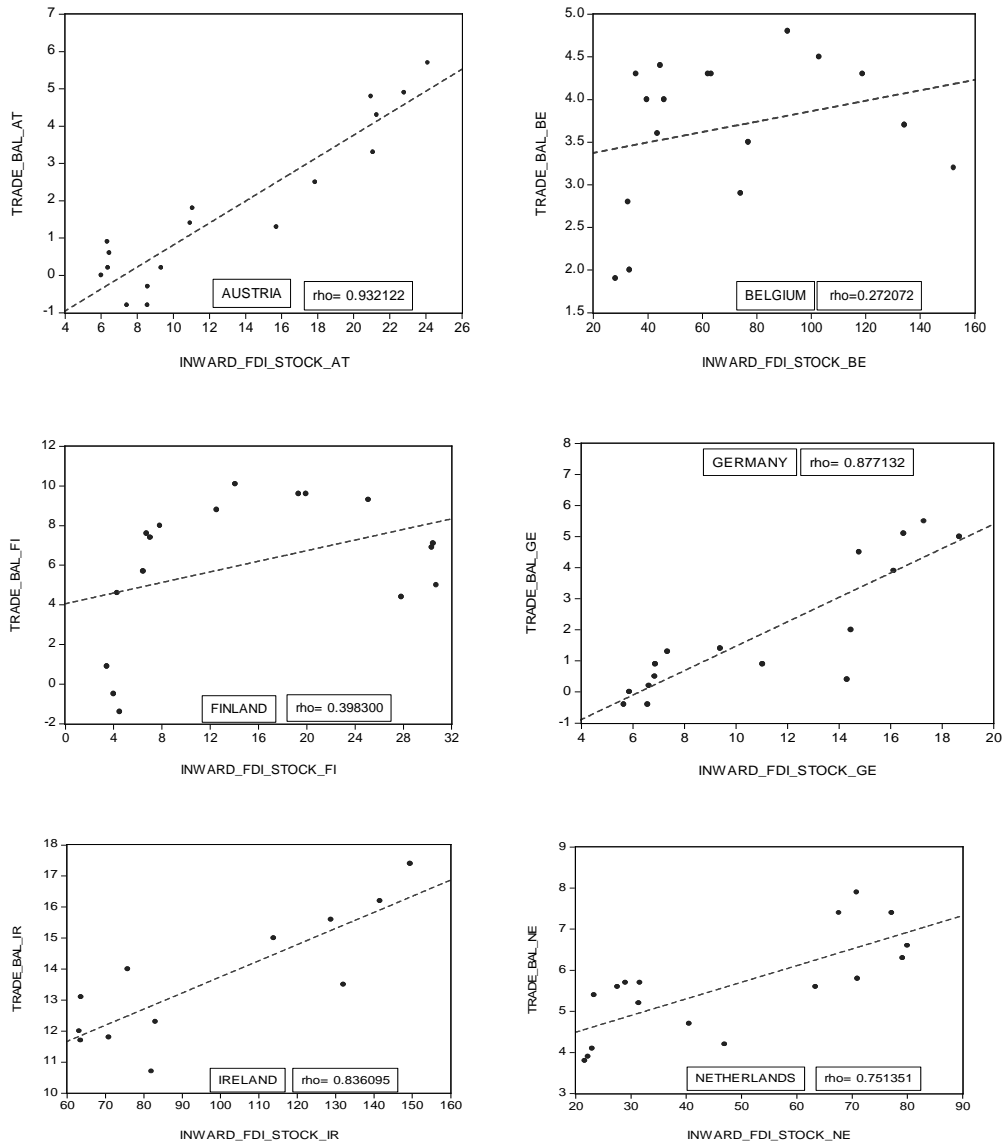 7
6
5
4
3
2
1
0
-1
TRADE_BAL_AT
AUSTRIA
rho= 0.932122
4 6 8 10 12 14 16 18 20 22 24 26
INWARD_FDI_STOCK_AT
5.0
4.5
4.0
3.5
3.0
2.5
2.0
1.5
TRADE_BAL_BE
BELGIUM
rho=0.272072
20 40 60 80 100 120 140 160
INWARD_FDI_STOCK_BE
12
10
8
6
4
2
0
-2
TRADE_BAL_FI
FINLAND
rho= 0.398300
0 4 8 12 16 20 24 28 32
INWARD_FDI_STOCK_FI
8
7
6
5
4
3
2
1
0
-1
TRADE_BAL_GE
GERMANY
rho= 0.877132
4 6 8 10 12 14 16 18 20
INWARD_FDI_STOCK_GE
18
17
16
15
14
13
12
11
10
TRADE_BAL_IR
IRELAND
rho= 0.836095
60 70 80 90 100 110 120 130 140 150 160
INWARD_FDI_STOCK_IR
9
8
7
6
5
4
3
TRADE_BAL_NE
NETHERLANDS
rho= 0.751351
20 30 40 50 60 70 80 90
INWARD_FDI_STOCK_NE